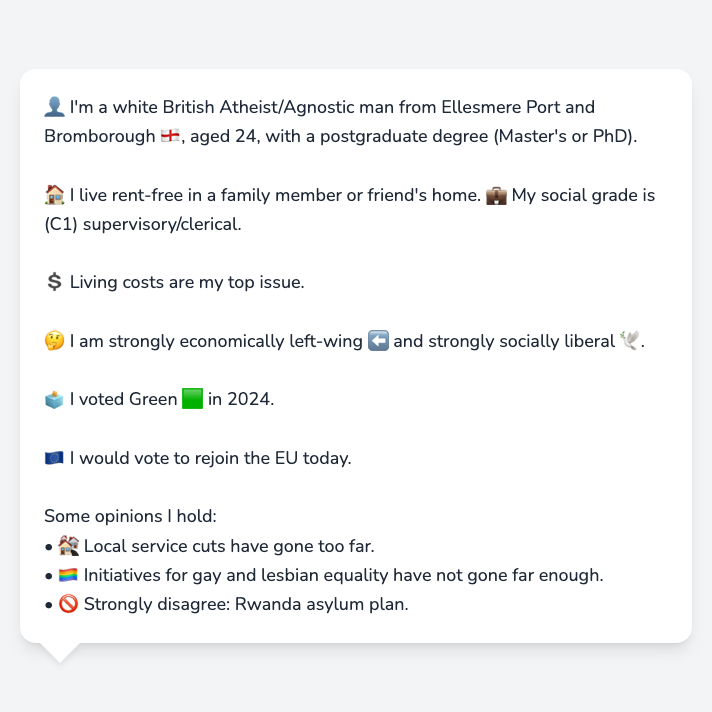 👤 I'm a white British Atheist/Agnostic man from Ellesmere Port and
Bromborough 🏴󠁧󠁢󠁥󠁮󠁧󠁿, aged 24, with a postgraduate degree (Master's or PhD).
🏠 I live rent-free in a family member or friend's home. 💼 My social grade is
(C1) supervisory/clerical.
💲 Living costs are my top issue.
🤔 I am strongly economically left-wing ⬅️ and strongly socially liberal 🕊️.
🗳️ I voted Green 🟩 in 2024.
🇪🇺 I would vote to rejoin the EU today.
Some opinions I hold:
• 🏚️ Local service cuts have gone too far.
• 🏳️‍🌈 Initiatives for gay and lesbian equality have not gone far enough.
• 🚫 Strongly disagree: Rwanda asylum plan.